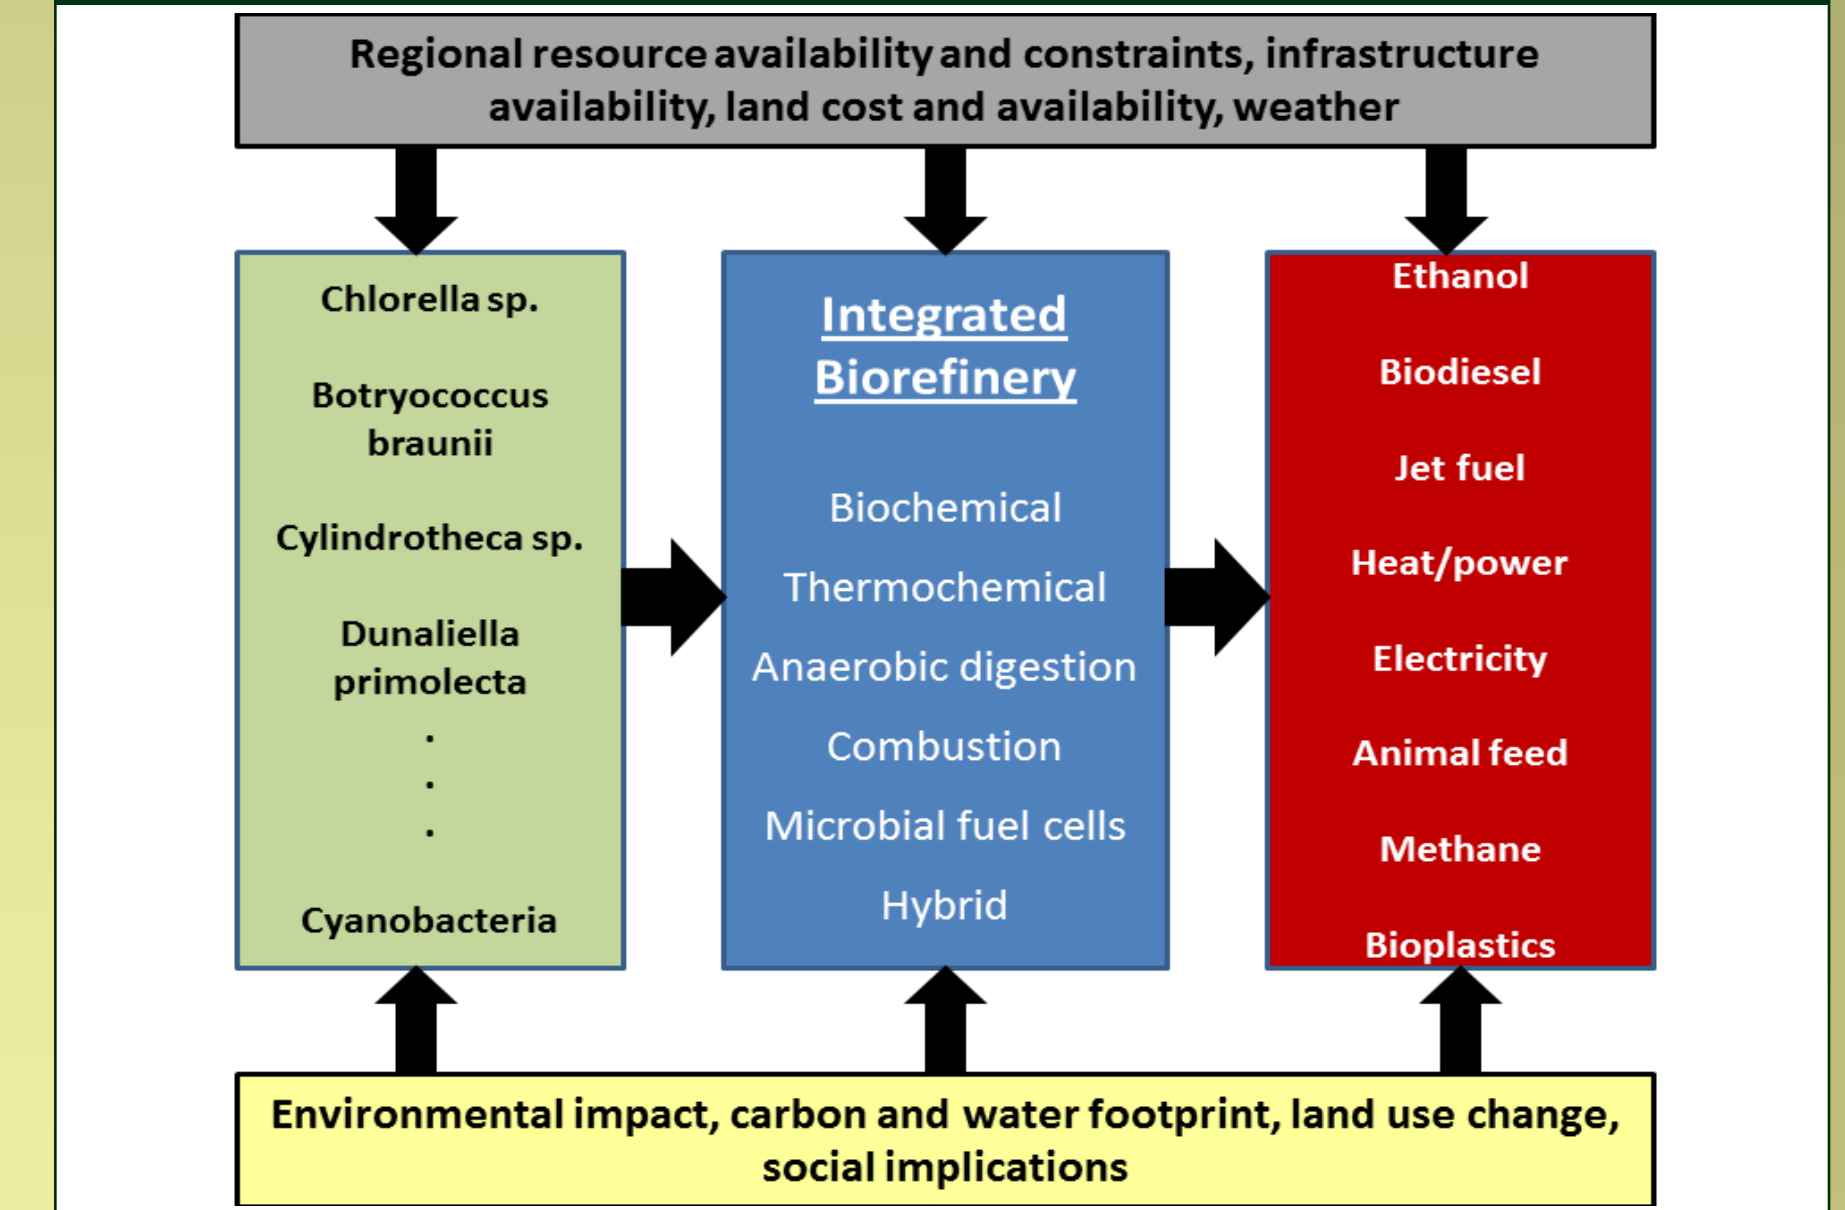 Regional resource availability and constraints, infrastructure
availability, land cost and availability, weather
Chlorella sp.
Botryococcus
braunii
Cylindrotheca sp.
Dunaliella
primolecta
.
.
.
Cyanobacteria
Integrated
Biorefinery
Biochemical
Thermochemical
Anaerobic digestion
Combustion
Microbial fuel cells
Hybrid
Ethanol
Biodiesel
Jet fuel
Heat/power
Electricity
Animal feed
Methane
Bioplastics
Environmental impact, carbon and water footprint, land use change,
social implications